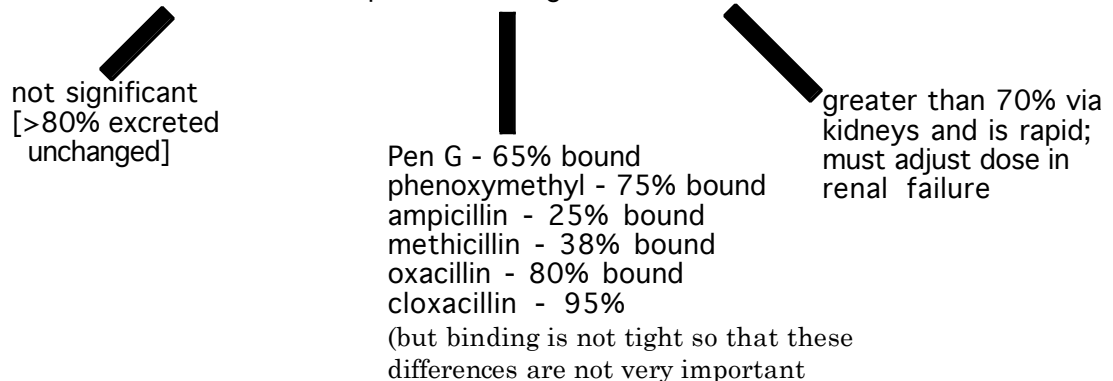 not significant
[>80% excreted
unchanged]
Pen G - 65% bound
phenoxymethyl - 75% bound
ampicillin - 25% bound
methicillin - 38% bound
oxacillin - 80% bound
cloxacillin - 95%
(but binding is not tight so that these
differences are not very important
greater than 70% via
kidneys and is rapid;
must adjust dose in
renal failure